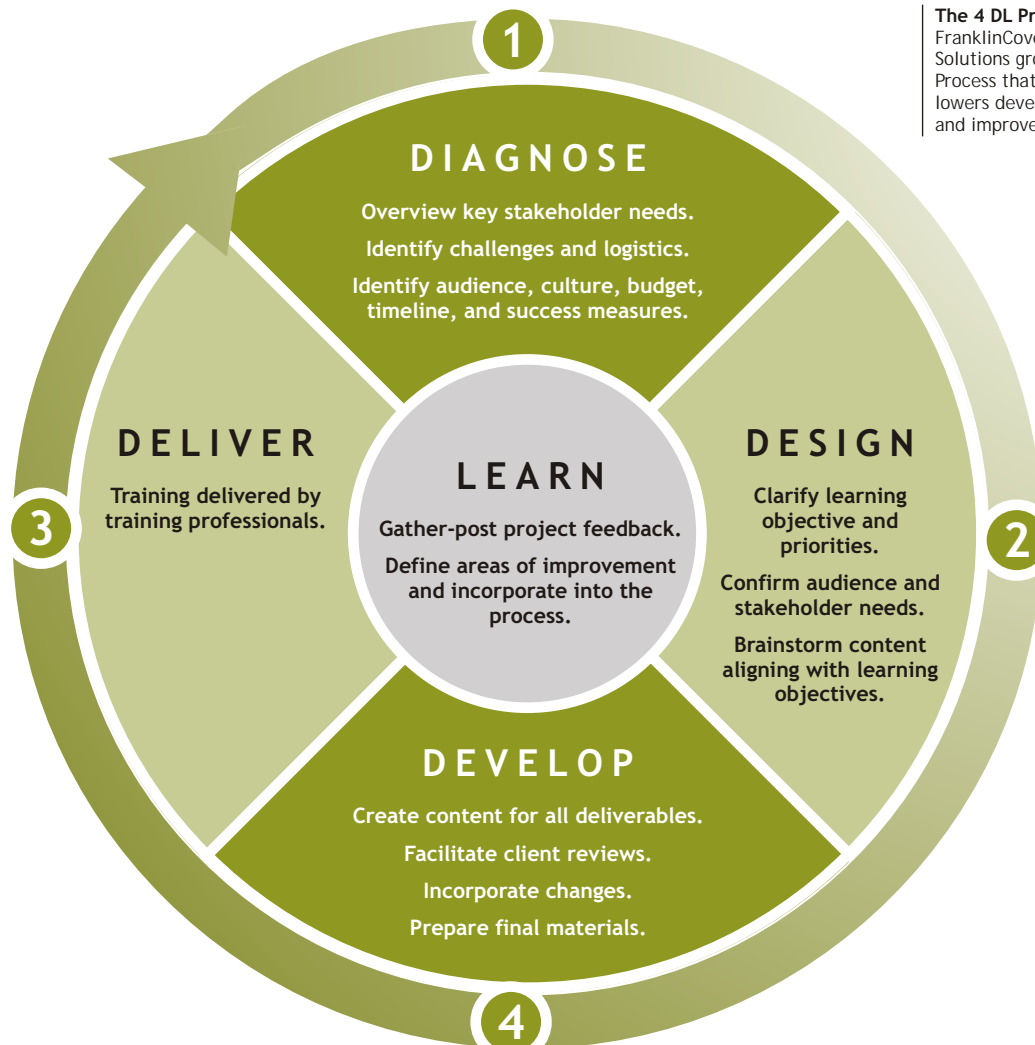 1
The 4 DL Pr
FranklinCove
Solutions gro
Process that
lowers deve
and improve
DIAGNOSE
Overview key stakeholder needs.
Identify challenges and logistics.
Identify audience, culture, budget,
timeline, and success measures.
DELIVER
Training delivered by
training professionals.
3
LEARN
Gather-post project feedback.
Define areas of improvement
and incorporate into the
process.
DESIGN
Clarify learning
objective and
priorities.
Confirm audience and
stakeholder needs.
Brainstorm content
aligning with learning
objectives.
2
DEVELOP
Create content for all deliverables.
Facilitate client reviews.
Incorporate changes.
Prepare final materials.
4